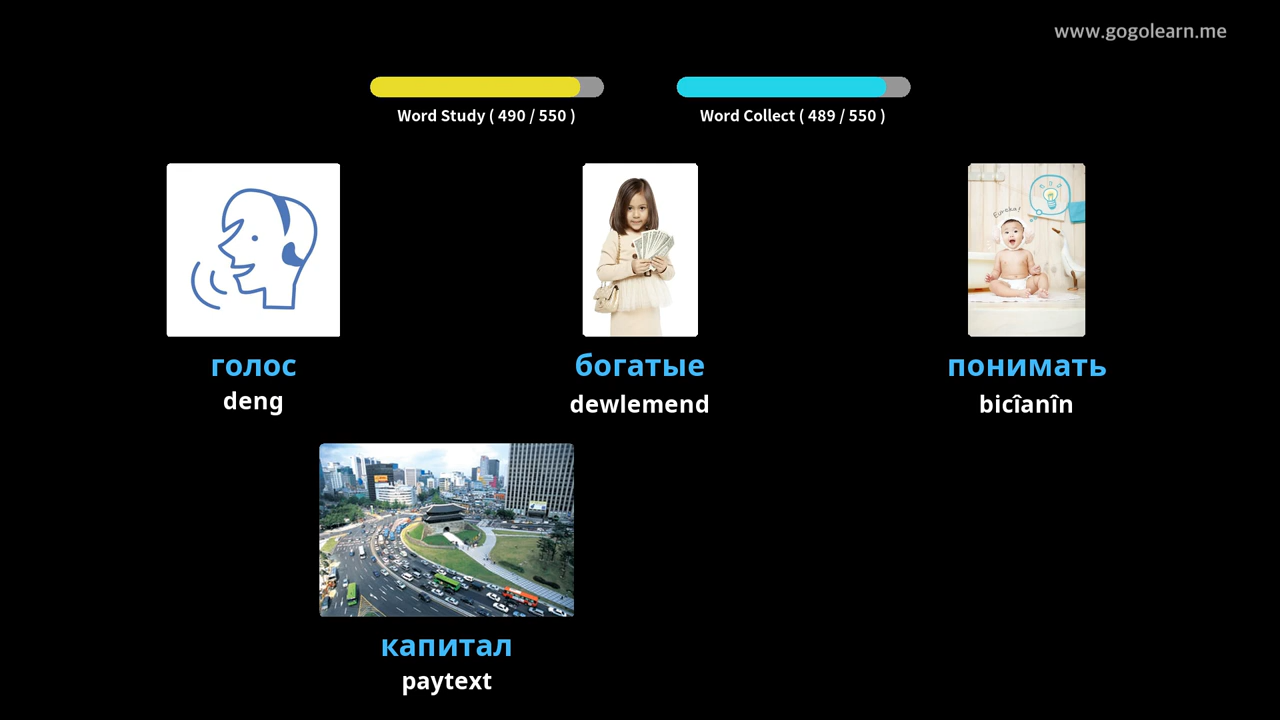 www.gogolearn.me
Word Study ( 490 / 550 )
Word Collect ( 489 / 550 )
Eureka!
голос
deng
богатые
dewlemend
понимать
bicîanîn
капитал
paytext